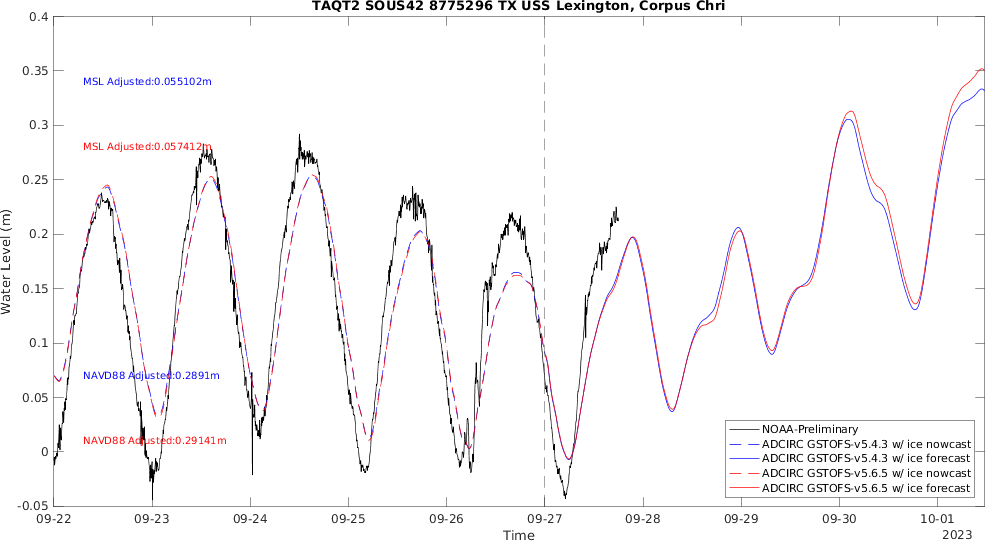 TAQT2 SOUS42 8775296 TX USS Lexington, Corpus Chri
0.4
0.35
0.3
0.25
0.2
0.15
0.1
0.05
0
-0.05
Water Level (m)
MSL Adjusted:0.055102m
MSL Adjusted:0.057412m
NAVD88 Adjusted:0.2891m
NAVD88 Adjusted:0.29141m
NOAA-Preliminary
ADCIRC GSTOFS-v5.4.3 w/ ice nowcast
ADCIRC GSTOFS-v5.4.3 w/ ice forecast
ADCIRC GSTOFS-v5.6.5 w/ ice nowcast
ADCIRC GSTOFS-v5.6.5 w/ ice forecast
09-22 09-23 09-24 09-25 09-26 09-27 09-28 09-29 09-30 10-01
Time
2023